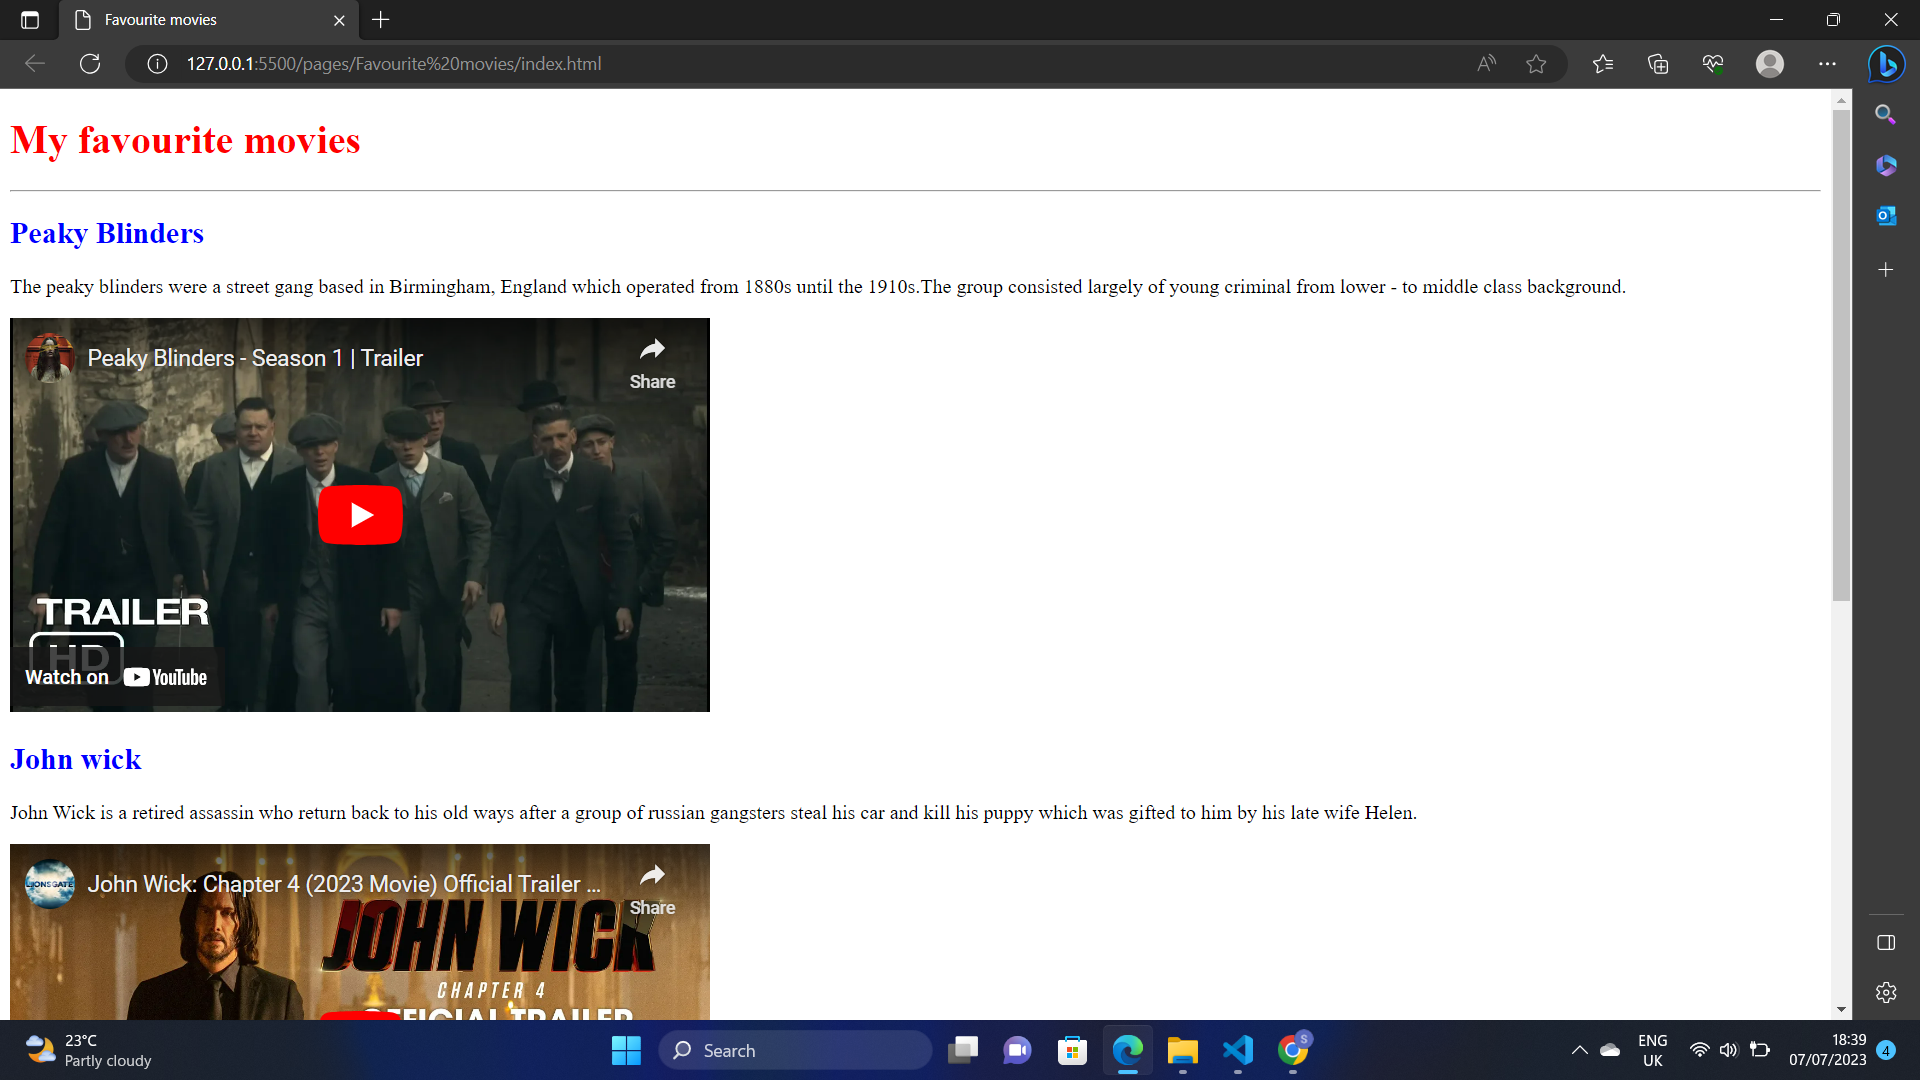 Favourite movies
127.0.0.1:5500/pages/Favourite%20movies/index.html
My favourite movies
Peaky Blinders
The peaky blinders were a street gang based in Birmingham, England which operated from 1880s until the 1910s.The group consisted largely of young criminal from lower - to middle class background.
Peaky Blinders - Season 1 | Trailer
Share
TRAILER
HD
Watch on YouTube
John wick
John Wick is a retired assassin who return back to his old ways after a group of russian gangsters steal his car and kill his puppy which was gifted to him by his late wife Helen.
LIONSGATE
John Wick: Chapter 4 (2023 Movie) Official Trailer ...
Share
JOHN WICK
CHAPTER 4
OFFICIAL TRAILER
23°C
Partly cloudy
Search
S
ENG
UK
18:39
07/07/2023
4